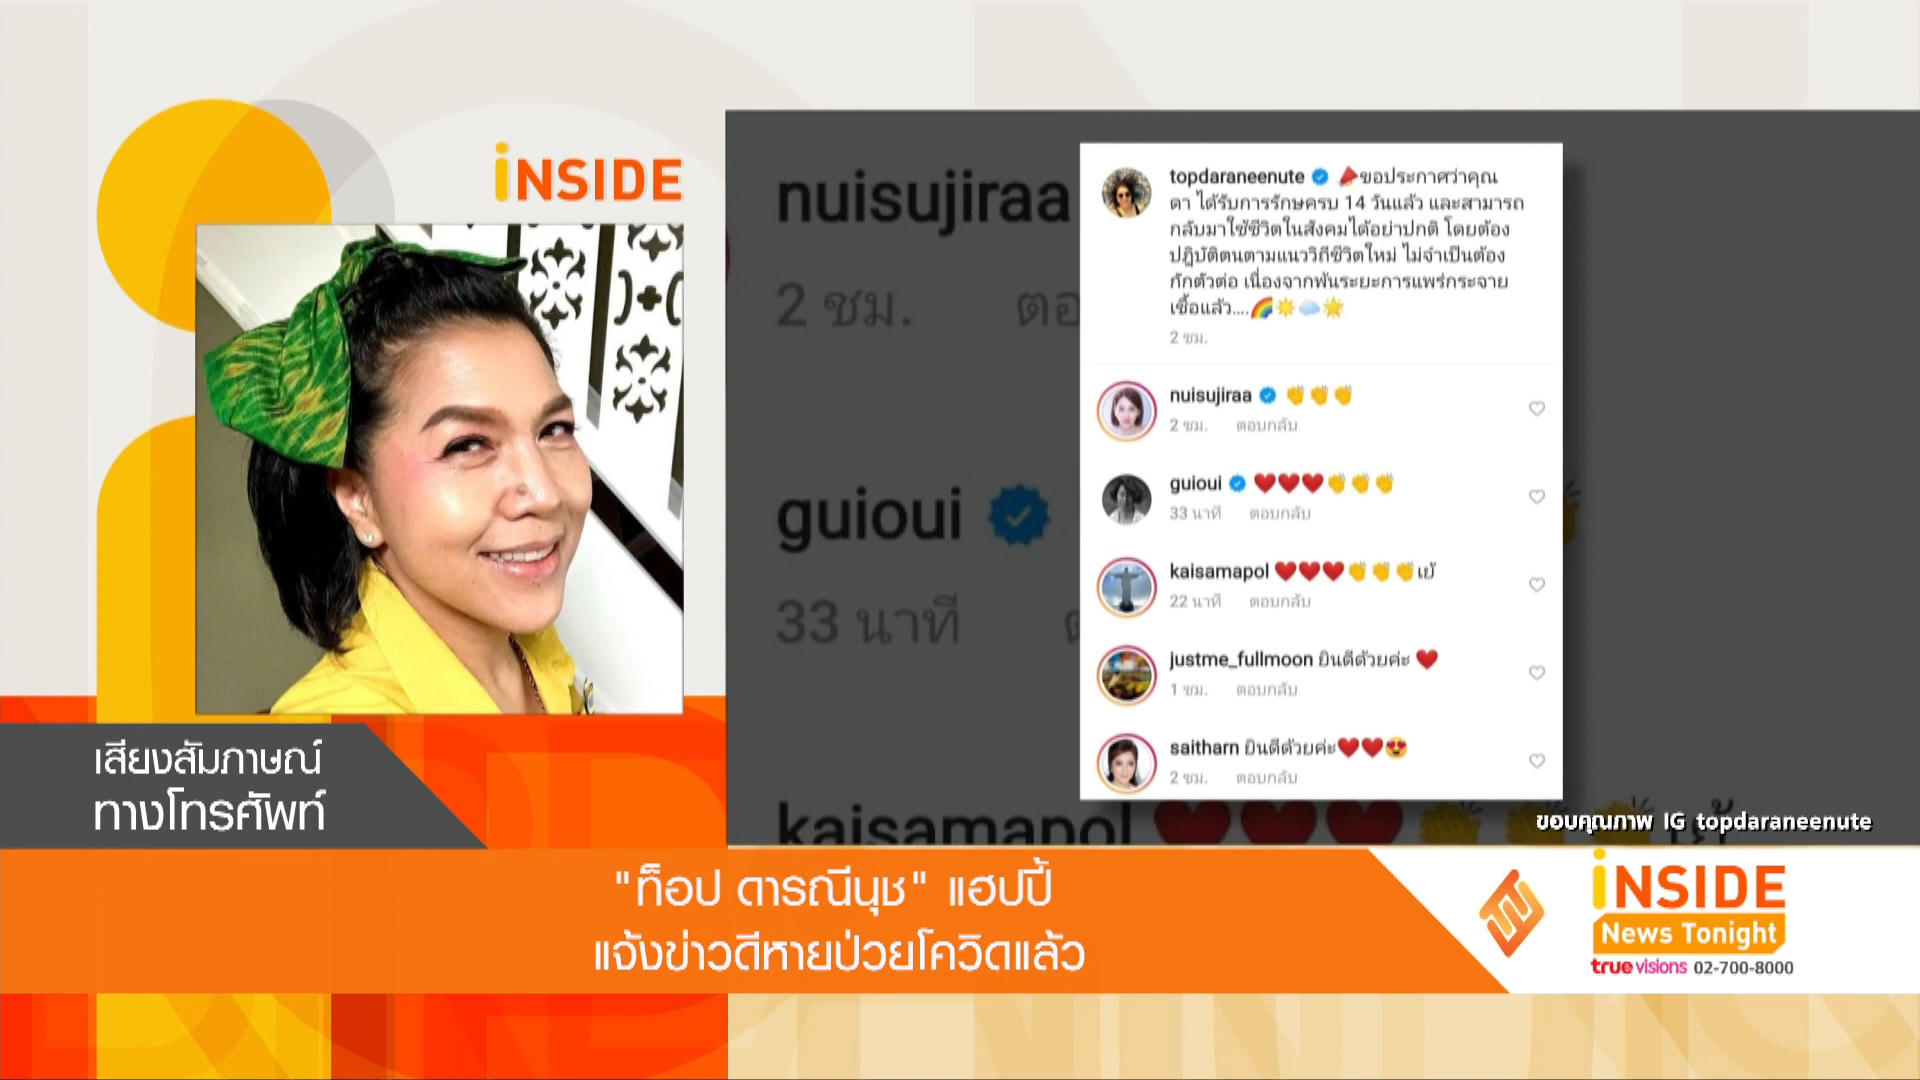 iNSIDE
เสียงสัมภาษณ์
ทางโทรศัพท์
nuisujiraa
2 ชม.
ตอ
guioui
33 นาที
kaisamapol
topdaraneenute ขอประกาศว่าคุณ
ดา ได้รับการรักษครบ 14 วันแล้ว และสามารถ
กลับมาใช้ชีวิตในสังคมได้อย่าปกติ โดยต้อง
ปฎิบัติตนตามแนววิถีชีวิตใหม่ ไม่จำเป็นต้อง
กักตัวต่อ เนื่องจากพ้นระยะการแพร่กระจาย
เชื้อแล้ว....🌈☀️☁️🌟
2 ชม.
nuisujiraa 👏👏👏
2 ชม. ตอบกลับ
guioui ❤️❤️❤️👏👏👏
33 นาที ตอบกลับ
kaisamapol ❤️❤️❤️👏👏👏เย้
22 นาที ตอบกลับ
justme_fullmoon ยินดีด้วยค่ะ ❤️
1 ชม. ตอบกลับ
saitharn ยินดีด้วยค่ะ❤️❤️😍
2 ชม. ตอบกลับ
ขอบคุณภาพ IG topdaraneenute
"ท็อป ดารณีนุช" แฮปปี้
แจ้งข่าวดีหายป่วยโควิดแล้ว
iNSIDE
News Tonight
truevisions 02-700-8000